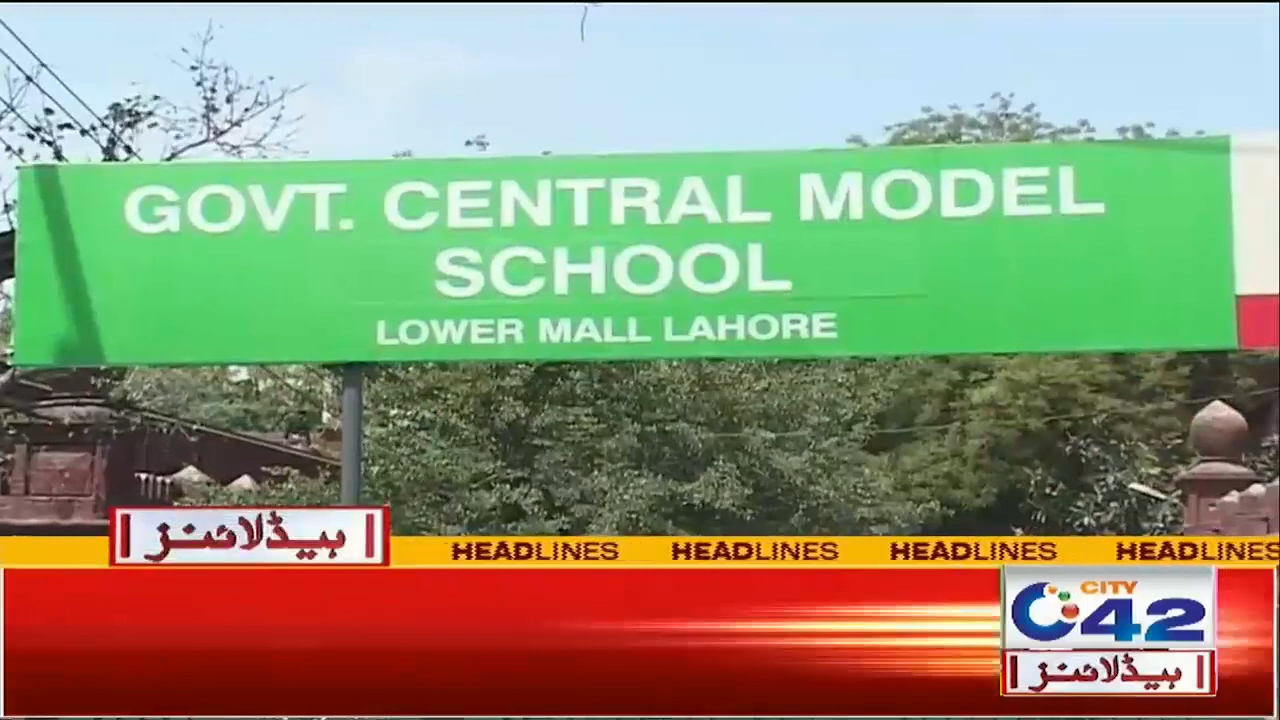 GOVT. CENTRAL MODEL
SCHOOL
LOWER MALL LAHORE
ہیڈلائنز
HEADLINES HEADLINES HEADLINES HEADLINES
CITY
42
ہیڈلائنز